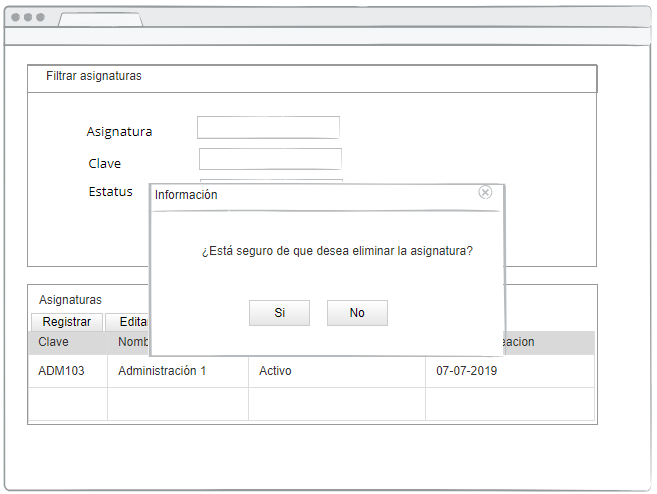 Filtrar asignaturas
Asignatura
Clave
Estatus
Información
¿Está seguro de que desea eliminar la asignatura?
Si No
Asignaturas
Registrar Edita
Clave Nomb eacion
ADM103 Administración 1 Activo 07-07-2019